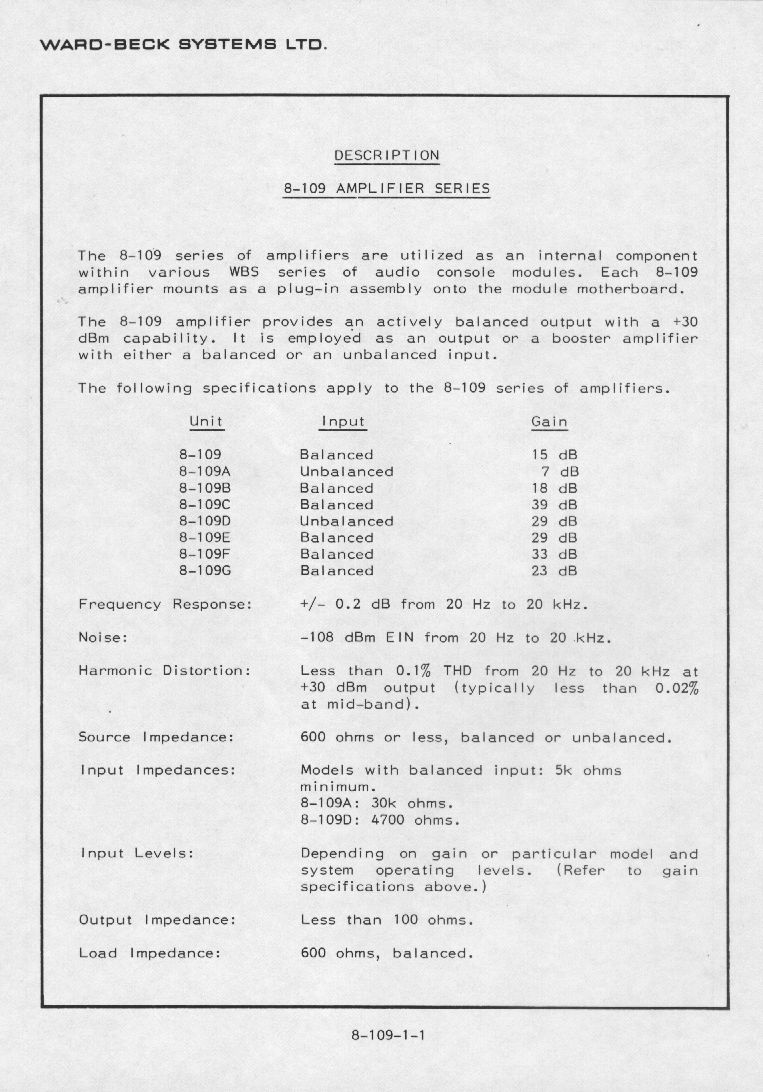 WARD-BECK SYSTEMS LTD.
DESCRIPTION
8-109 AMPLIFIER SERIES
The 8-109 series of amplifiers are utilized as an internal component
within various WBS series of audio console modules. Each 8-109
amplifier mounts as a plug-in assembly onto the module motherboard.
The 8-109 amplifier provides an actively balanced output with a +30
dBm capability. It is employed as an output or a booster amplifier
with either a balanced or an unbalanced input.
The following specifications apply to the 8-109 series of amplifiers.
Unit Input Gain
8-109 Balanced 15 dB
8-109A Unbalanced 7 dB
8-109B Balanced 18 dB
8-109C Balanced 39 dB
8-109D Unbalanced 29 dB
8-109E Balanced 29 dB
8-109F Balanced 33 dB
8-109G Balanced 23 dB
Frequency Response: +/- 0.2 dB from 20 Hz to 20 kHz.
Noise: -108 dBm EIN from 20 Hz to 20 kHz.
Harmonic Distortion: Less than 0.1% THD from 20 Hz to 20 kHz at
+30 dBm output (typically less than 0.02%
at mid-band).
Source Impedance: 600 ohms or less, balanced or unbalanced.
Input Impedances: Models with balanced input: 5k ohms
minimum.
8-109A: 30k ohms.
8-109D: 4700 ohms.
Input Levels: Depending on gain or particular model and
system operating levels. (Refer to gain
specifications above.)
Output Impedance: Less than 100 ohms.
Load Impedance: 600 ohms, balanced.
8-109-1-1